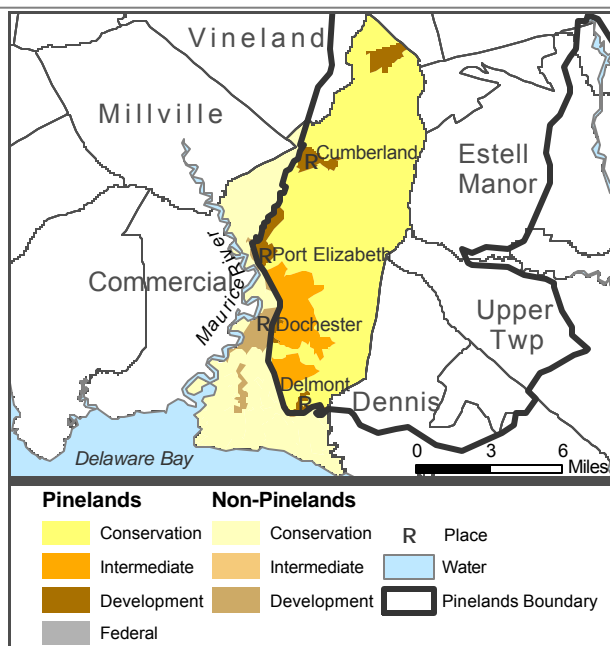 Vineland
Millville
R Cumberland
Estell
Manor
R Port Elizabeth
Commercial
Maurice River
R Dochester
Upper
Twp
Delmont
R
Dennis
Delaware Bay
0 3 6
Miles
Pinelands Non-Pinelands
Conservation Conservation R Place
Intermediate Intermediate Water
Development Development Pinelands Boundary
Federal